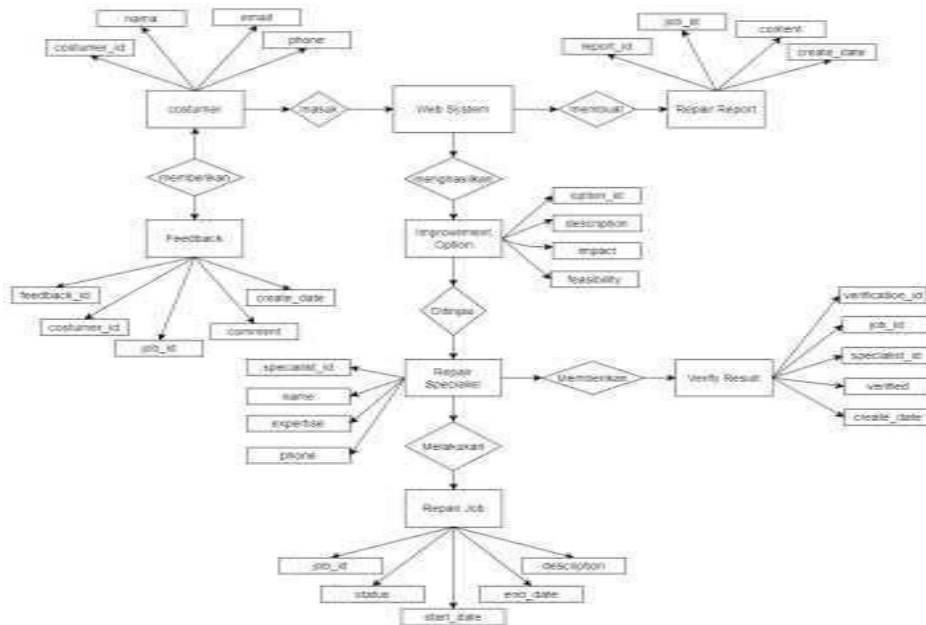 name
email
costumer_id
phone
job_id
content
report_id
create_date
costumer
masuk
Web System
membuat
Repair Report
memberikan
menghasilkan
Feedback
Improvement
Option
option_id
description
impact
feasibility
feedback_id
create_date
costumer_id
comment
job_id
Ditinjau
verification_id
job_id
specialist_id
verified
create_date
specialist_id
name
expertise
phone
Repair
Specialist
Memberikan
Verify Result
Melakukan
Repair Job
job_id
description
status
end_date
start_date